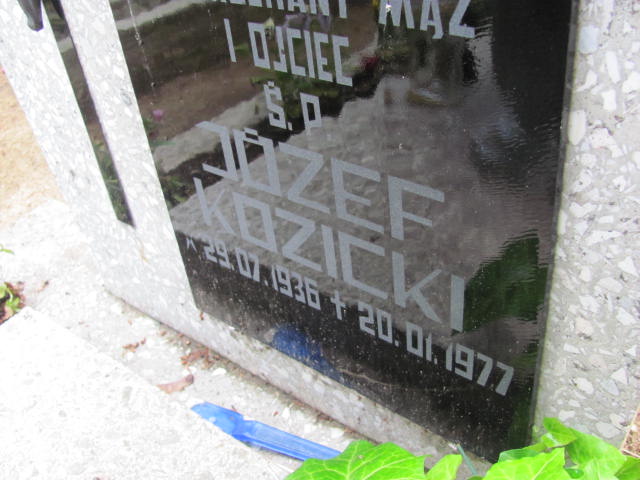 MĄŻ
I OJCIEC
Ś.P.
JÓZEF
KOZICKI
* 29.07.1936 + 20.01.1977